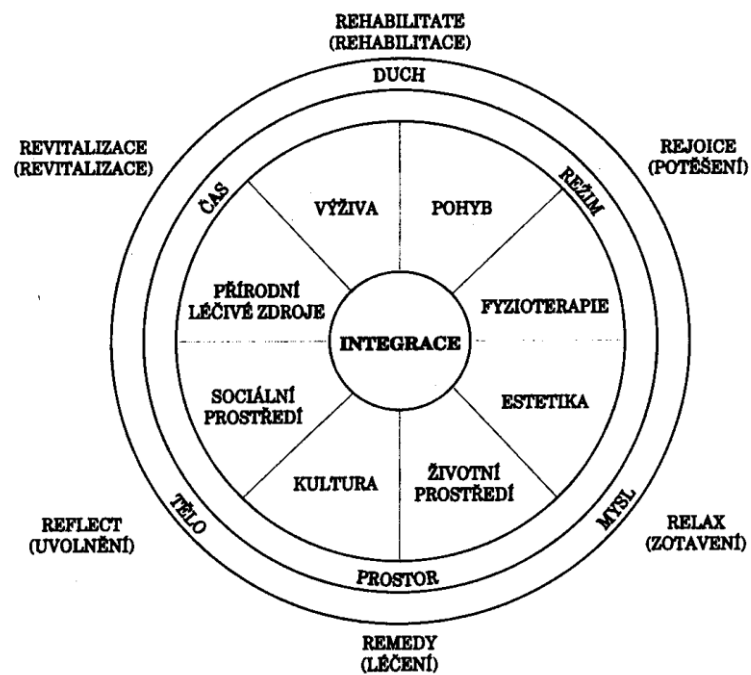 REHABILITATE
(REHABILITACE)
DUCH
REVITALIZACE
(REVITALIZACE)
REJOICE
(POTĚŠENÍ)
ČAS
REŽIM
VÝŽIVA
POHYB
PŘÍRODNÍ
LÉČIVÉ ZDROJE
FYZIOTERAPIE
INTEGRACE
SOCIÁLNÍ
PROSTŘEDÍ
ESTETIKA
KULTURA
ŽIVOTNÍ
PROSTŘEDÍ
TĚLO
MYSL
REFLECT
(UVOLNĚNÍ)
RELAX
(ZOTAVENÍ)
PROSTOR
REMEDY
(LÉČENÍ)